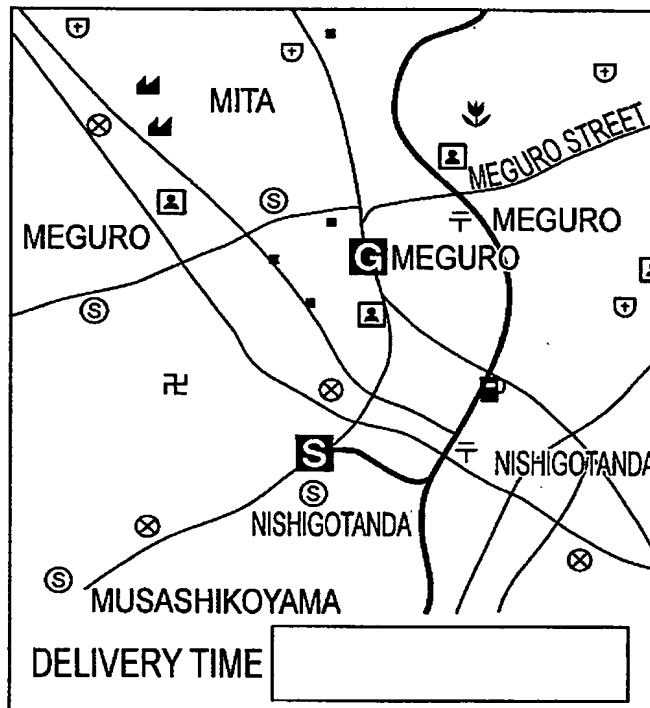 MITA
MEGURO STREET
MEGURO
MEGURO
G MEGURO
S
S
S
NISHIGOTANDA
S
NISHIGOTANDA
S
MUSASHIKOYAMA
DELIVERY TIME